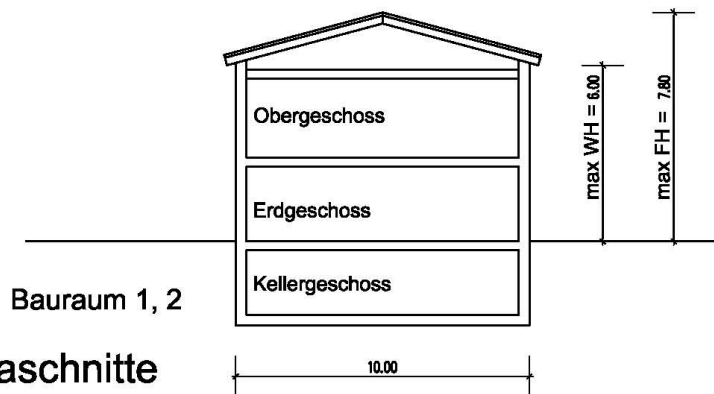 Obergeschoss
Erdgeschoss
Kellergeschoss
max WH = 6.00
max FH = 7.80
Bauraum 1, 2
aschnitte
10.00